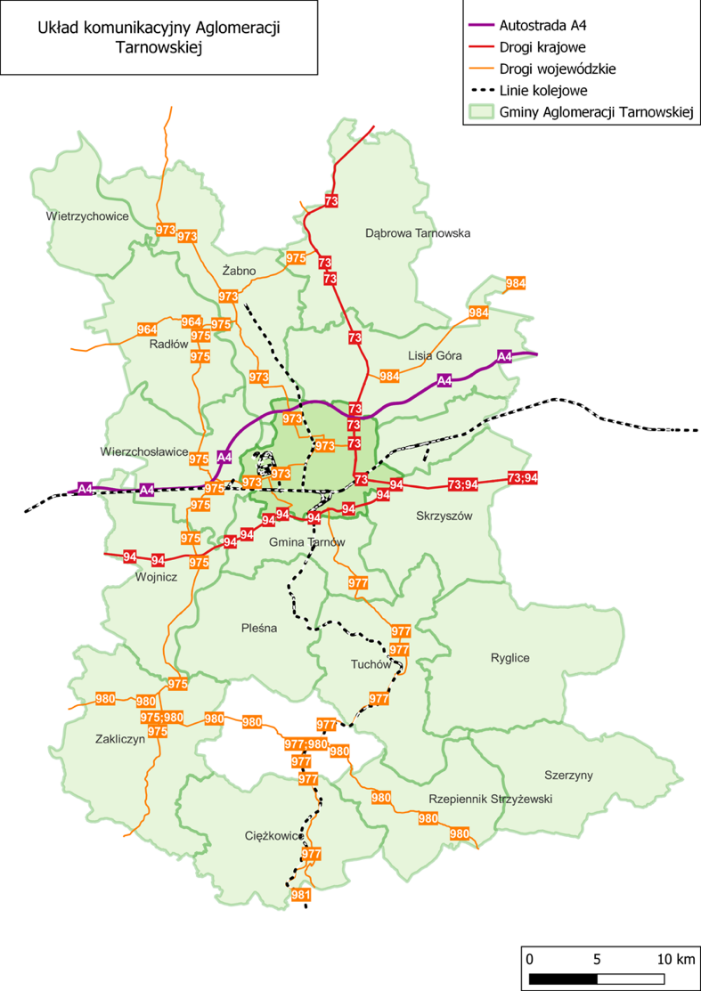 Układ komunikacyjny Aglomeracji
Tarnowskiej
Autostrada A4
Drogi krajowe
Drogi wojewódzkie
Linie kolejowe
Gminy Aglomeracji Tarnowskiej
73
Wietrzychowice
973
973
Dąbrowa Tarnowska
975
73
Żabno
73
984
973
984
964
964
975
975
73
Radłów
975
Lisia Góra
A4
984
973
A4
73
973
73
73
973
Wierzchosławice
975
A4
973
973
73
94
73;94
73;94
A4
A4
975
975
94
94
94
94
Skrzyszów
975
94
94
Gmina Tarnów
94
94
975
Wojnicz
977
Pleśna
977
977
Tuchów
Ryglice
975
980
980
977
975;980
980
980
977
975
Zakliczyn
977;980
980
977
977
Szerzyny
980
Rzepiennik Strzyżewski
980
980
Ciężkowice
977
981
0
5
10 km